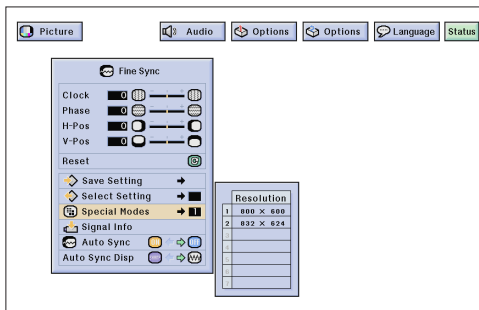 Picture
Audio
Options
Options
Language
Status
Fine Sync
Clock 0
Phase 0
H-Pos 0
V-Pos 0
Reset
Save Setting
Select Setting
Special Modes 1
Signal Info
Auto Sync
Auto Sync Disp
Resolution
1 800 × 600
2 832 × 624
3
4
5
6
7